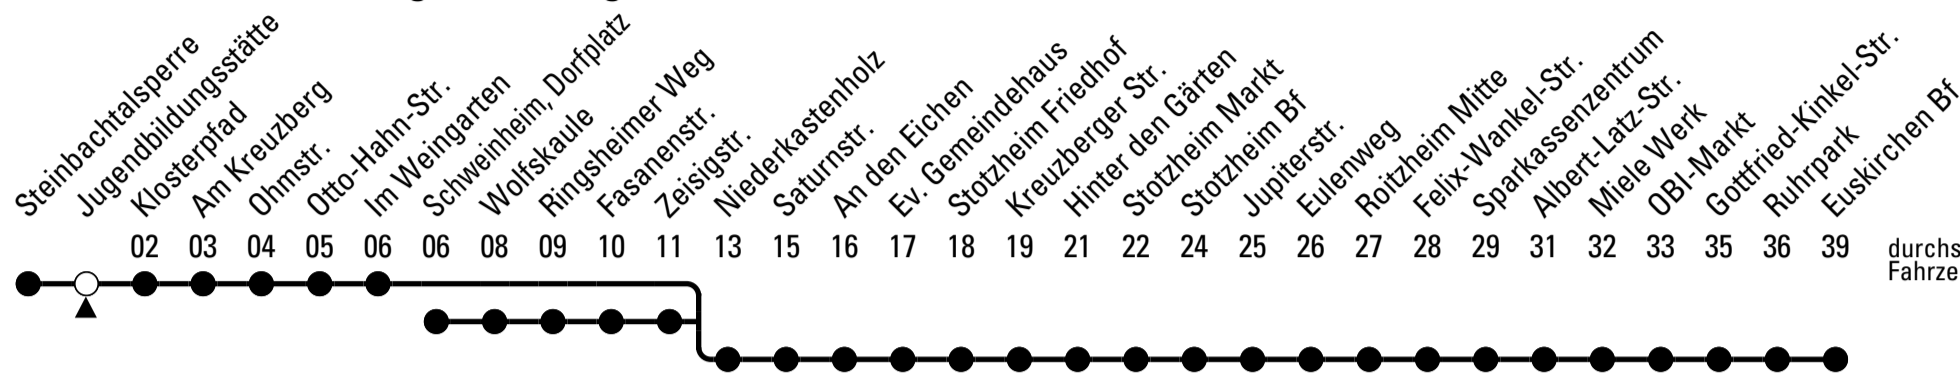 Steinbachtalsperre
Jugendbildungsstätte
Klosterpfad
Am Kreuzberg
Ohmstr.
Otto-Hahn-Str.
Im Weingarten
Schweinheim, Dorfplatz
Wolfskaule
Ringsheimer Weg
Fasanenstr.
Zeisigstr.
Niederkastenholz
Saturnstr.
An den Eichen
Ev. Gemeindehaus
Stotzheim Friedhof
Kreuzberger Str.
Hinter den Gärten
Stotzheim Markt
Stotzheim Bf
Jupiterstr.
Eulenweg
Roitzheim Mitte
Felix-Wankel-Str.
Sparkassenzentrum
Albert-Latz-Str.
Miele Werk
OBI-Markt
Gottfried-Kinkel-Str.
Ruhrpark
Euskirchen Bf
02 03 04 05 06 06 08 09 10 11 13 15 16 17 18 19 21 22 24 25 26 27 28 29 31 32 33 35 36 39
durchs
Fahrze